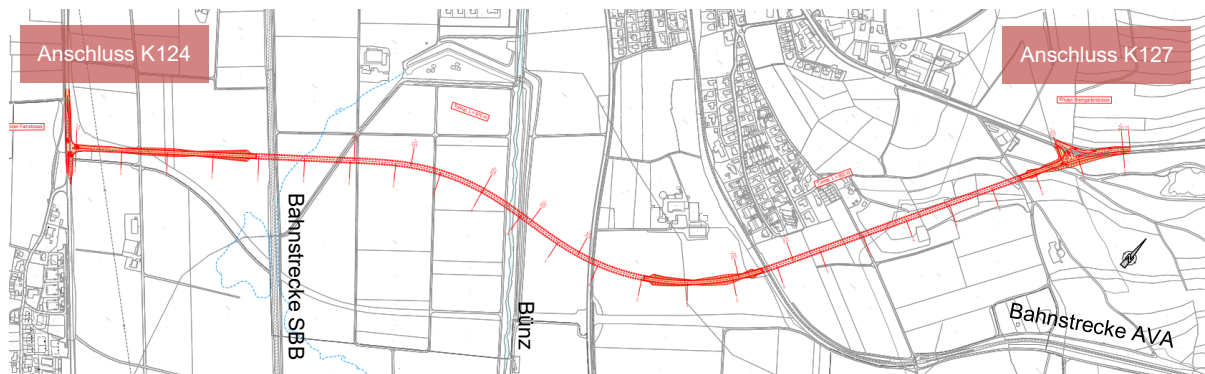 Anschluss K124
Anschluss K127
Bahnstrecke SBB
Bünz
Bahnstrecke AVA